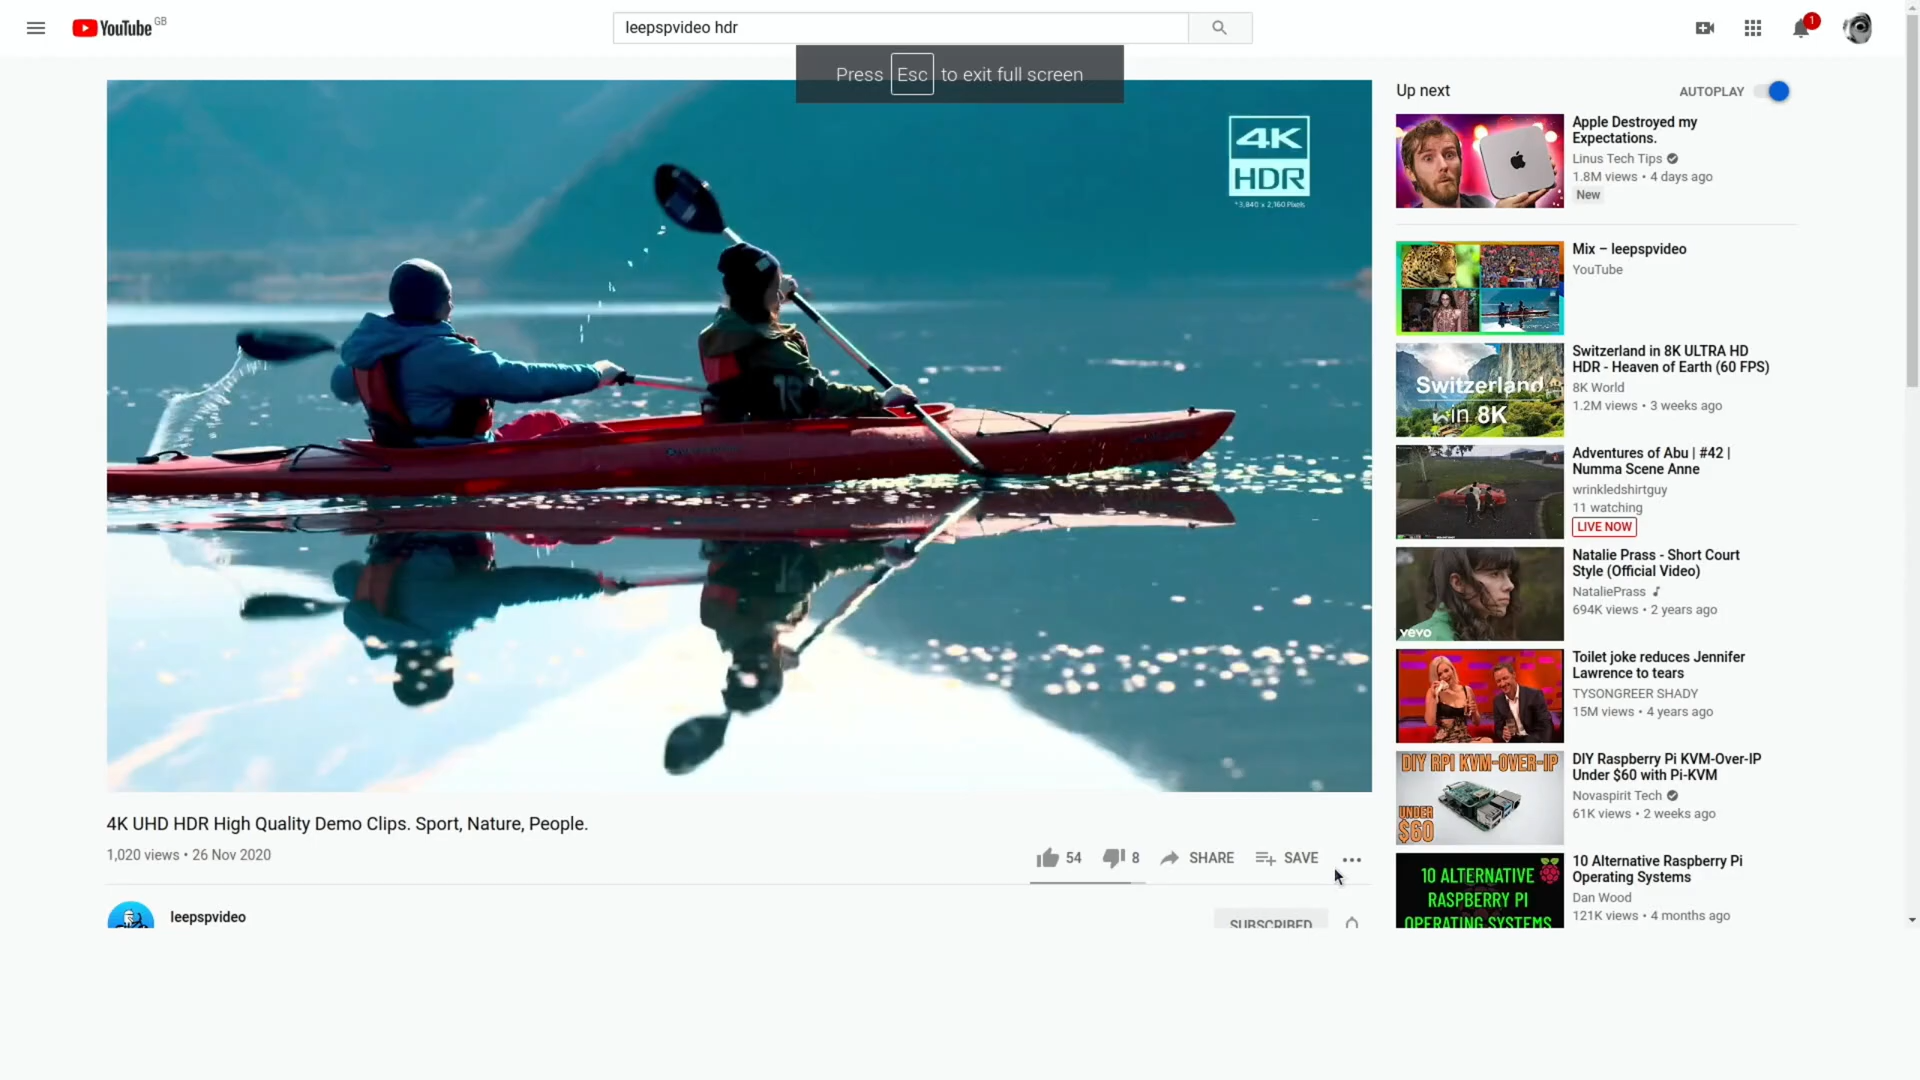 YouTube GB
leepspvideo hdr
1
Press Esc to exit full screen
4K
HDR
*3,840 x 2,160 Pixels
Up next
AUTOPLAY
Apple Destroyed my
Expectations.
Linus Tech Tips
1.8M views • 4 days ago
New
Mix – leepspvideo
YouTube
Switzerland
in 8K
Switzerland in 8K ULTRA HD
HDR - Heaven of Earth (60 FPS)
8K World
1.2M views • 3 weeks ago
Adventures of Abu | #42 |
Numma Scene Anne
wrinkledshirtguy
11 watching
LIVE NOW
vevo
Natalie Prass - Short Court
Style (Official Video)
NataliePrass
694K views • 2 years ago
Toilet joke reduces Jennifer
Lawrence to tears
TYSONGREER SHADY
15M views • 4 years ago
DIY RPI KVM-OVER-IP
UNDER
$60
DIY Raspberry Pi KVM-Over-IP
Under $60 with Pi-KVM
Novaspirit Tech
61K views • 2 weeks ago
10 ALTERNATIVE
RASPBERRY PI
OPERATING SYSTEMS
10 Alternative Raspberry Pi
Operating Systems
Dan Wood
121K views • 4 months ago
4K UHD HDR High Quality Demo Clips. Sport, Nature, People.
1,020 views • 26 Nov 2020
54
8
SHARE
SAVE
leepspvideo
SUBSCRIBED